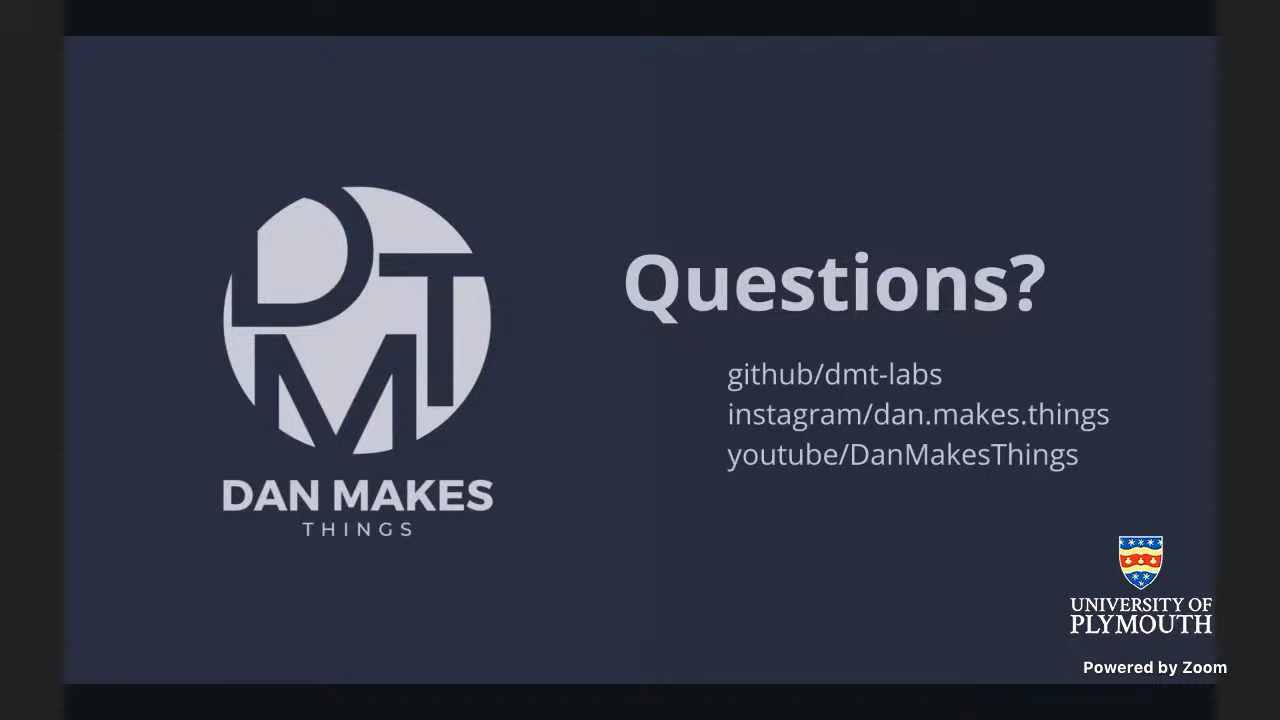 DMT
DAN MAKES
THINGS
Questions?
github/dmt-labs
instagram/dan.makes.things
youtube/DanMakesThings
UNIVERSITY OF
PLYMOUTH
Powered by Zoom